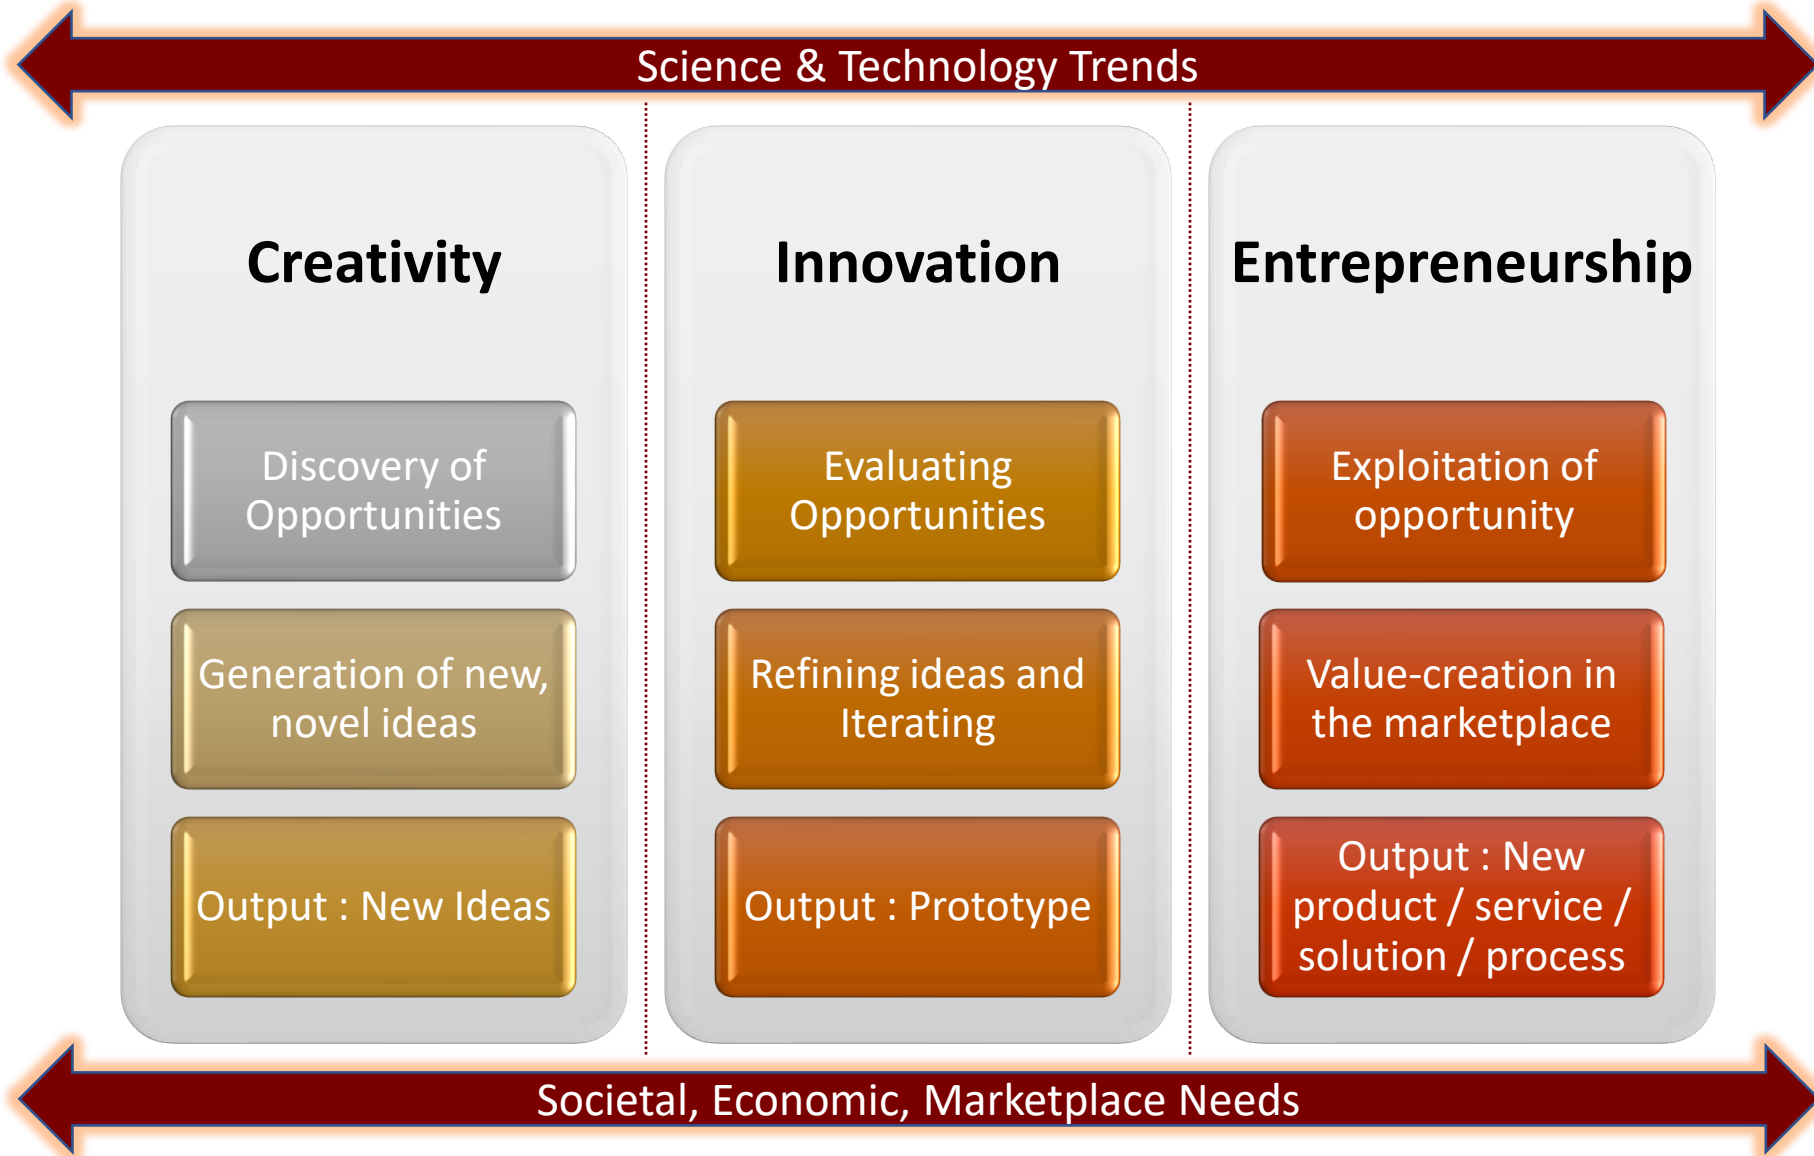 Science & Technology Trends
Creativity
Discovery of
Opportunities
Generation of new,
novel ideas
Output : New Ideas
Innovation
Evaluating
Opportunities
Refining ideas and
Iterating
Output : Prototype
Entrepreneurship
Exploitation of
opportunity
Value-creation in
the marketplace
Output : New
product / service /
solution / process
Societal, Economic, Marketplace Needs